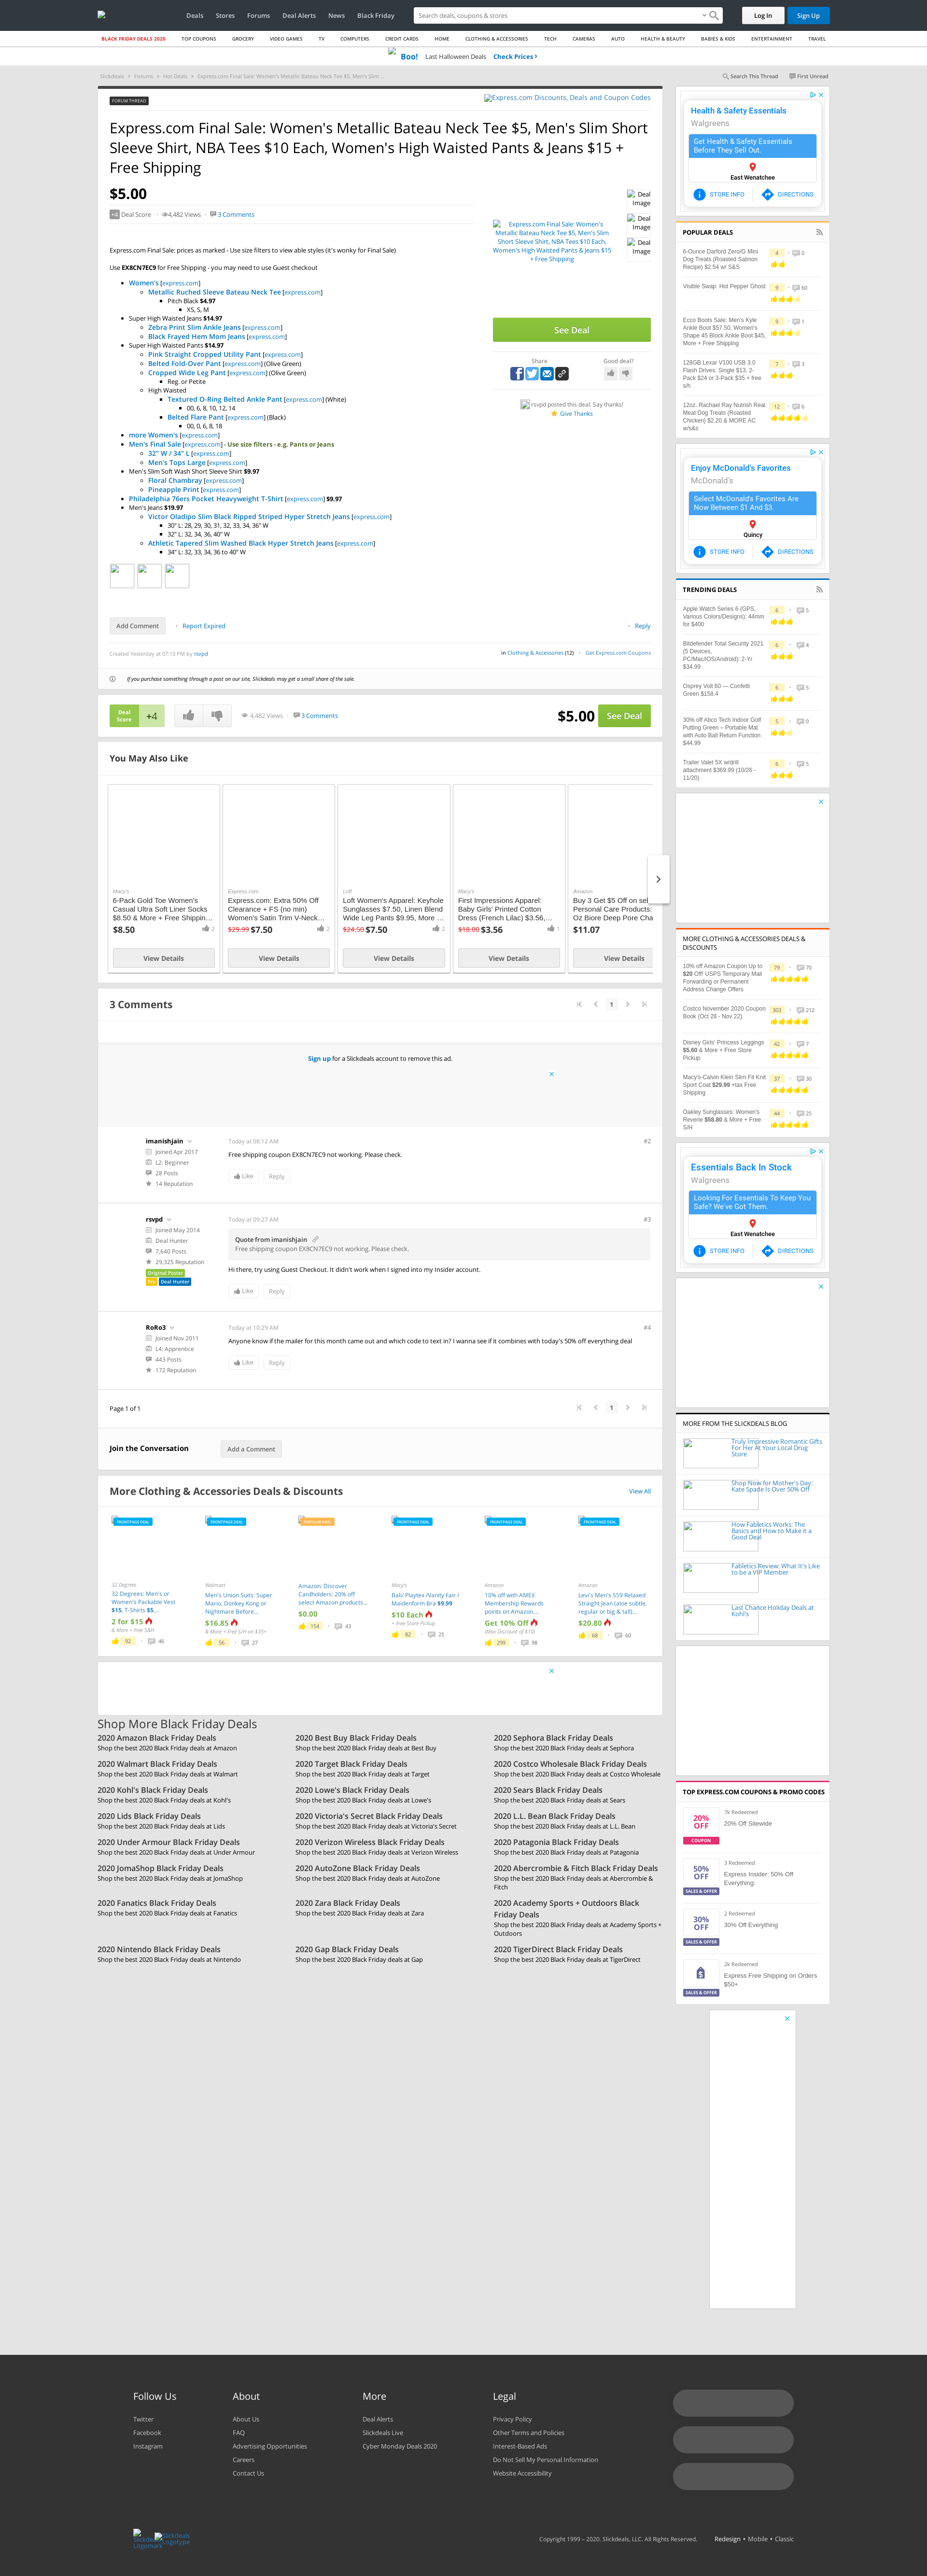 Deals Stores Forums Deal Alerts News Black Friday
Search deals, coupons & stores
Log In
Sign Up
BLACK FRIDAY DEALS 2020 TOP COUPONS GROCERY VIDEO GAMES TV COMPUTERS CREDIT CARDS HOME CLOTHING & ACCESSORIES TECH CAMERAS AUTO HEALTH & BEAUTY BABIES & KIDS ENTERTAINMENT TRAVEL
Boo! Last Halloween Deals Check Prices
Slickdeals Forums Hot Deals Express.com Final Sale: Women's Metallic Bateau Neck Tee $5, Men's Slim ...
Search This Thread First Unread
FORUM THREAD
Express.com Discounts, Deals and Coupon Codes
Express.com Final Sale: Women's Metallic Bateau Neck Tee $5, Men's Slim Short
Sleeve Shirt, NBA Tees $10 Each, Women's High Waisted Pants & Jeans $15 +
Free Shipping
$5.00
+4 Deal Score 4,482 Views 3 Comments
Express.com Final Sale: Women's
Metallic Bateau Neck Tee $5, Men's Slim
Short Sleeve Shirt, NBA Tees $10 Each,
Women's High Waisted Pants & Jeans $15
+ Free Shipping
Deal
Image
Deal
Image
Deal
Image
See Deal
Share
Good deal?
rsvpd posted this deal. Say thanks!
Give Thanks
Express.com Final Sale: prices as marked - Use size filters to view able styles (it's wonky for Final Sale)
Use EX8CN7EC9 for Free Shipping - you may need to use Guest checkout
Women's [express.com]
Metallic Ruched Sleeve Bateau Neck Tee [express.com]
Pitch Black $4.97
XS, S, M
Super High Waisted Jeans $14.97
Zebra Print Slim Ankle Jeans [express.com]
Black Frayed Hem Mom Jeans [express.com]
Super High Waisted Pants $14.97
Pink Straight Cropped Utility Pant [express.com]
Belted Fold-Over Pant [express.com] (Olive Green)
Cropped Wide Leg Pant [express.com] (Olive Green)
Reg. or Petite
High Waisted
Textured O-Ring Belted Ankle Pant [express.com] (White)
00, 6, 8, 10, 12, 14
Belted Flare Pant [express.com] (Black)
00, 0, 6, 8, 18
more Women's [express.com]
Men's Final Sale [express.com] - Use size filters - e.g. Pants or Jeans
32" W / 34" L [express.com]
Men's Tops Large [express.com]
Men's Slim Soft Wash Short Sleeve Shirt $9.97
Floral Chambray [express.com]
Pineapple Print [express.com]
Philadelphia 76ers Pocket Heavyweight T-Shirt [express.com] $9.97
Men's Jeans $19.97
Victor Oladipo Slim Black Ripped Striped Hyper Stretch Jeans [express.com]
30" L: 28, 29, 30, 31, 32, 33, 34, 36" W
32" L: 32, 34, 36, 40" W
Athletic Tapered Slim Washed Black Hyper Stretch Jeans [express.com]
34" L: 32, 33, 34, 36 to 40" W
Add Comment Report Expired Reply
Created Yesterday at 07:13 PM by rsvpd
in Clothing & Accessories (12) Get Express.com Coupons
If you purchase something through a post on our site, Slickdeals may get a small share of the sale.
Deal
Score
+4
4,482 Views 3 Comments
$5.00 See Deal
You May Also Like
Macy's
6-Pack Gold Toe Women's
Casual Ultra Soft Liner Socks
$8.50 & More + Free Shippin...
$8.50 2
View Details
Express.com
Express.com: Extra 50% Off
Clearance + FS (no min)
Women's Satin Trim V-Neck...
$29.99 $7.50 2
View Details
Loft
Loft Women's Apparel: Keyhole
Sunglasses $7.50, Linen Blend
Wide Leg Pants $9.95, More ...
$24.50 $7.50 2
View Details
Macy's
First Impressions Apparel:
Baby Girls' Printed Cotton
Dress (French Lilac) $3.56,...
$18.00 $3.56 1
View Details
Amazon
Buy 3 Get $5 Off on sel
Personal Care Products:
Oz Biore Deep Pore Cha
$11.07
View Details
3 Comments
1
Sign up for a Slickdeals account to remove this ad.
imanishjain
Joined Apr 2017
L2: Beginner
28 Posts
14 Reputation
Today at 08:12 AM #2
Free shipping coupon EX8CN7EC9 not working. Please check.
Like Reply
rsvpd
Joined May 2014
Deal Hunter
7,640 Posts
29,325 Reputation
Original Poster
Pro Deal Hunter
Today at 09:27 AM #3
Quote from imanishjain
Free shipping coupon EX8CN7EC9 not working. Please check.
Hi there, try using Guest Checkout. It didn't work when I signed into my Insider account.
Like Reply
RoRo3
Joined Nov 2011
L4: Apprentice
443 Posts
172 Reputation
Today at 10:29 AM #4
Anyone know if the mailer for this month came out and which code to text in? I wanna see if it combines with today's 50% off everything deal
Like Reply
Page 1 of 1
1
Join the Conversation Add a Comment
More Clothing & Accessories Deals & Discounts View All
FRONTPAGE DEAL
32 Degrees
32 Degrees: Men's or
Women's Packable Vest
$15, T-Shirts $5,...
2 for $15
& More + Free S&H
92 46
FRONTPAGE DEAL
Walmart
Men's Union Suits: Super
Mario, Donkey Kong or
Nightmare Before...
$16.85
& More + Free S/H on $35+
56 27
POPULAR DEAL
Amazon: Discover
Cardholders: 20% off
select Amazon products...
$0.00
154 43
FRONTPAGE DEAL
Macy's
Bali/ Playtex /Vanity Fair /
Maidenform Bra $9.99
$10 Each
+ Free Store Pickup
82 25
FRONTPAGE DEAL
Amazon
10% off with AMEX
Membership Rewards
points on Amazon...
Get 10% Off
(Max Discount of $10)
299 98
FRONTPAGE DEAL
Amazon
Levi's Men's 559 Relaxed
Straight Jean (aloe subtle,
regular or big & tall)...
$20.80
68 60
Shop More Black Friday Deals
2020 Amazon Black Friday Deals
Shop the best 2020 Black Friday deals at Amazon
2020 Best Buy Black Friday Deals
Shop the best 2020 Black Friday deals at Best Buy
2020 Sephora Black Friday Deals
Shop the best 2020 Black Friday deals at Sephora
2020 Walmart Black Friday Deals
Shop the best 2020 Black Friday deals at Walmart
2020 Target Black Friday Deals
Shop the best 2020 Black Friday deals at Target
2020 Costco Wholesale Black Friday Deals
Shop the best 2020 Black Friday deals at Costco Wholesale
2020 Kohl's Black Friday Deals
Shop the best 2020 Black Friday deals at Kohl's
2020 Lowe's Black Friday Deals
Shop the best 2020 Black Friday deals at Lowe's
2020 Sears Black Friday Deals
Shop the best 2020 Black Friday deals at Sears
2020 Lids Black Friday Deals
Shop the best 2020 Black Friday deals at Lids
2020 Victoria's Secret Black Friday Deals
Shop the best 2020 Black Friday deals at Victoria's Secret
2020 L.L. Bean Black Friday Deals
Shop the best 2020 Black Friday deals at L.L. Bean
2020 Under Armour Black Friday Deals
Shop the best 2020 Black Friday deals at Under Armour
2020 Verizon Wireless Black Friday Deals
Shop the best 2020 Black Friday deals at Verizon Wireless
2020 Patagonia Black Friday Deals
Shop the best 2020 Black Friday deals at Patagonia
2020 JomaShop Black Friday Deals
Shop the best 2020 Black Friday deals at JomaShop
2020 AutoZone Black Friday Deals
Shop the best 2020 Black Friday deals at AutoZone
2020 Abercrombie & Fitch Black Friday Deals
Shop the best 2020 Black Friday deals at Abercrombie &
Fitch
2020 Fanatics Black Friday Deals
Shop the best 2020 Black Friday deals at Fanatics
2020 Zara Black Friday Deals
Shop the best 2020 Black Friday deals at Zara
2020 Academy Sports + Outdoors Black
Friday Deals
Shop the best 2020 Black Friday deals at Academy Sports +
Outdoors
2020 Nintendo Black Friday Deals
Shop the best 2020 Black Friday deals at Nintendo
2020 Gap Black Friday Deals
Shop the best 2020 Black Friday deals at Gap
2020 TigerDirect Black Friday Deals
Shop the best 2020 Black Friday deals at TigerDirect
Health & Safety Essentials
Walgreens
Get Health & Safety Essentials
Before They Sell Out.
East Wenatchee
STORE INFO DIRECTIONS
POPULAR DEALS
6-Ounce Darford Zero/G Mini
Dog Treats (Roasted Salmon
Recipe) $2.54 w/ S&S
4 0
Visible Swap: Hot Pepper Ghost
9 60
Ecco Boots Sale: Men's Kyle
Ankle Boot $57.50, Women's
Shape 45 Block Ankle Boot $45,
More + Free Shipping
9 1
128GB Lexar V100 USB 3.0
Flash Drives: Single $13, 2-
Pack $24 or 3-Pack $35 + free
s/h
7 3
12oz. Rachael Ray Nutrish Real
Meat Dog Treats (Roasted
Chicken) $2.20 & MORE AC
w/s&s
12 6
Enjoy McDonald's Favorites
McDonald's
Select McDonald's Favorites Are
Now Between $1 And $3.
Quincy
STORE INFO DIRECTIONS
TRENDING DEALS
Apple Watch Series 6 (GPS,
Various Colors/Designs): 44mm
for $400
6 5
Bitdefender Total Security 2021
(5 Devices,
PC/Mac/iOS/Android): 2-Yr
$34.99
6 4
Osprey Volt 60 — Confetti
Green $158.4
6 5
30% off Abco Tech Indoor Golf
Putting Green – Portable Mat
with Auto Ball Return Function
$44.99
5 0
Trailer Valet 5X w/drill
attachment $369.99 (10/26 -
11/20)
6 5
MORE CLOTHING & ACCESSORIES DEALS &
DISCOUNTS
10% off Amazon Coupon Up to
$20 Off! USPS Temporary Mail
Forwarding or Permanent
Address Change Offers
79 70
Costco November 2020 Coupon
Book (Oct 28 - Nov 22)
303 212
Disney Girls' Princess Leggings
$5.60 & More + Free Store
Pickup
42 7
Macy's-Calvin Klein Slim Fit Knit
Sport Coat $29.99 +tax Free
Shipping
37 30
Oakley Sunglasses: Women's
Reverie $58.80 & More + Free
S/H
44 25
Essentials Back In Stock
Walgreens
Looking For Essentials To Keep You
Safe? We've Got Them.
East Wenatchee
STORE INFO DIRECTIONS
MORE FROM THE SLICKDEALS BLOG
Truly Impressive Romantic Gifts
For Her At Your Local Drug
Store
Shop Now for Mother's Day:
Kate Spade Is Over 50% Off
How Fabletics Works: The
Basics and How to Make it a
Good Deal
Fabletics Review: What It's Like
to be a VIP Member
Last Chance Holiday Deals at
Kohl's
TOP EXPRESS.COM COUPONS & PROMO CODES
20%
OFF
COUPON
7k Redeemed
20% Off Sitewide
50%
OFF
SALES & OFFER
3 Redeemed
Express Insider: 50% Off
Everything:
30%
OFF
SALES & OFFER
2 Redeemed
30% Off Everything
SALES & OFFER
2k Redeemed
Express Free Shipping on Orders
$50+
Follow Us
Twitter
Facebook
Instagram
About
About Us
FAQ
Advertising Opportunities
Careers
Contact Us
More
Deal Alerts
Slickdeals Live
Cyber Monday Deals 2020
Legal
Privacy Policy
Other Terms and Policies
Interest-Based Ads
Do Not Sell My Personal Information
Website Accessibility
Slickdeals
Logotype
Copyright 1999 – 2020. Slickdeals, LLC. All Rights Reserved. Redesign • Mobile • Classic